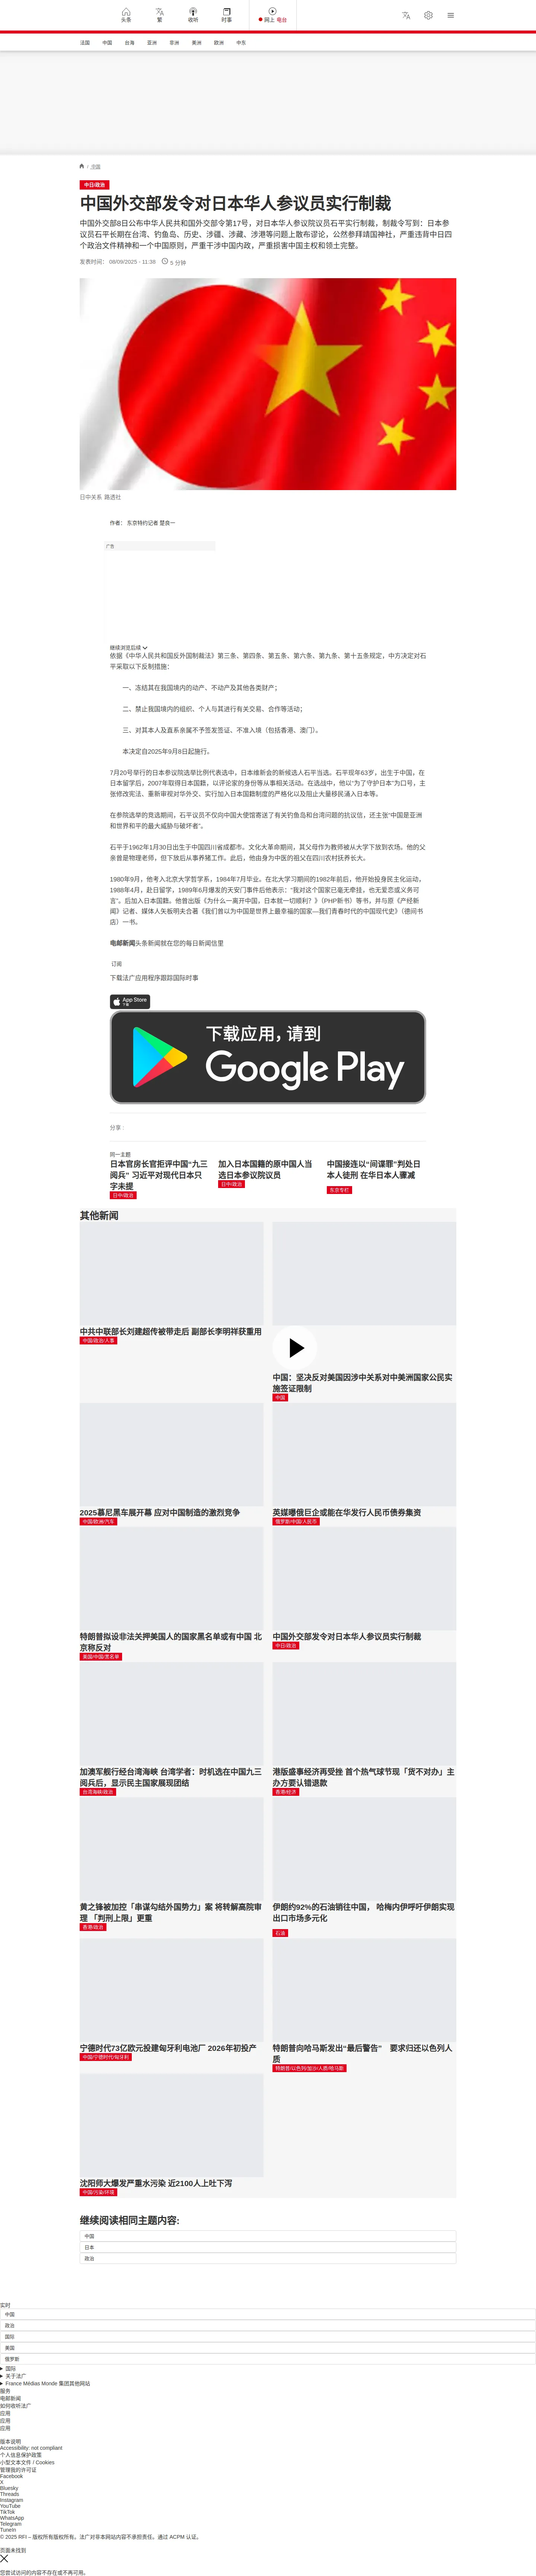 头条
繁
收听
时事
网上 电台
法国
中国
台海
亚洲
非洲
美洲
欧洲
中东
/ 法国
中日/政治
中国外交部发令对日本华人参议员实行制裁
中国外交部8日公布中华人民共和国外交部令第17号，对日本华人参议院议员石平实行制裁，制裁令写到：日本参
议员石平长期在台湾、钓鱼岛、历史、涉疆、涉藏、涉港等问题上散布谬论，公然参拜靖国神社，严重违背中日四
个政治文件精神和一个中国原则，严重干涉中国内政，严重损害中国主权和领土完整。
发表时间： 08/09/2025 - 11:39
5 分钟
日中关系 路透社
作者： 东京特约记者 楚良一
广告
继续浏览后续
依据《中华人民共和国反外国制裁法》第三条、第四条、第五条、第六条、第九条、第十五条规定，中方决定对石
平采取以下反制措施：
一、冻结其在我国境内的动产、不动产及其他各类财产；
二、禁止我国境内的组织、个人与其进行有关交易、合作等活动；
三、对其本人及直系亲属不予签发签证、不准入境（包括香港、澳门）。
本决定自2025年9月8日起施行。
7月20号举行的日本参议院选举比例代表选中，日本维新会的新候选人石平当选。石平现年63岁，出生于中国，在
日本留学后，2007年取得日本国籍，以评论家的身份等从事相关活动。在选战中，他以“为了守护日本”为口号，主
张修改宪法、重新审视对华外交、实行加入日本国籍制度的严格化以及阻止大量移民涌入日本等。
在参院选举的竞选期间，石平议员不仅向中国大使馆寄送了有关钓鱼岛和台湾问题的抗议信，还主张“中国是亚洲
和世界和平的最大威胁与破坏者”。
石平于1962年1月30日出生于中国四川省成都市。文化大革命期间，其父母作为教师被从大学下放到农场。他的父
亲曾是物理老师，但下放后从事养猪工作。此后，他由身为中医的祖父在四川农村抚养长大。
1980年9月，他考入北京大学哲学系，1984年7月毕业。在北大学习期间的1982年前后，他开始投身民主化运动，
1988年4月，赴日留学，1989年6月爆发的天安门事件后他表示：“我对这个国家已毫无牵挂，也无爱恋或义务可
言”。后加入日本国籍。他曾出版《为什么一离开中国，日本就一切顺利？》（PHP新书）等书，并与原《产经新
闻》记者、媒体人矢板明夫合著《我们曾以为中国是世界上最幸福的国家—我们青春时代的中国现代史》（德间书
店）一书。
电邮新闻头条新闻就在您的每日新闻信里
订阅
下载法广应用程序跟踪国际时事
App Store
下载
下载应用，请到
Google Play
分享 :
同一主题
日本官房长官拒评中国“九三
阅兵” 习近平对现代日本只
字未提
日中/政治
加入日本国籍的原中国人当
选日本参议院议员
日中/政治
中国接连以“间谍罪”判处日
本人徒刑 在华日本人骤减
东京专栏
其他新闻
中共中联部长刘建超传被带走后 副部长李明祥获重用
中国/政治/人事
中国：坚决反对美国因涉中关系对中美洲国家公民实
施签证限制
中国
2025慕尼黑车展开幕 应对中国制造的激烈竞争
中国/欧洲/汽车
英媒曝俄巨企或能在华发行人民币债券集资
俄罗斯/中国/人民币
特朗普拟设非法关押美国人的国家黑名单或有中国 北
京称反对
美国/中国/黑名单
中国外交部发令对日本华人参议员实行制裁
中日/政治
加澳军舰行经台湾海峡 台湾学者：时机选在中国九三
阅兵后，显示民主国家展现团结
台湾海峡/政治
港版盛事经济再受挫 首个热气球节现「货不对办」主
办方要认错退款
香港/经济
黄之锋被加控「串谋勾结外国势力」案 将转解高院审
理 「判刑上限」更重
香港/政治
伊朗约92%的石油销往中国， 哈梅内伊呼吁伊朗实现
出口市场多元化
石油
宁德时代73亿欧元投建匈牙利电池厂 2026年初投产
中国/宁德时代/匈牙利
特朗普向哈马斯发出"最后警告" 要求归还以色列人
质
特朗普/以色列/加沙/人质/哈马斯
沈阳师大爆发严重水污染 近2100人上吐下泻
中国/污染/环境
继续阅读相同主题内容:
中国
日本
政治
实时
中国
政治
国际
美国
俄罗斯
国际
关于法广
France Médias Monde 集团其他网站
服务
电邮新闻
如何收听法广
应用
应用
应用
版本说明
Accessibility: not compliant
个人信息保护政策
小型文本文件 / Cookies
管理我的许可证
Facebook
X
Bluesky
Threads
Instagram
YouTube
TikTok
WhatsApp
Telegram
TuneIn
© 2025 RFI – 版权所有版权所有。法广对非本网站内容不承担责任。通过 ACPM 认证。
页面未找到
您尝试访问的内容不存在或不再可用。